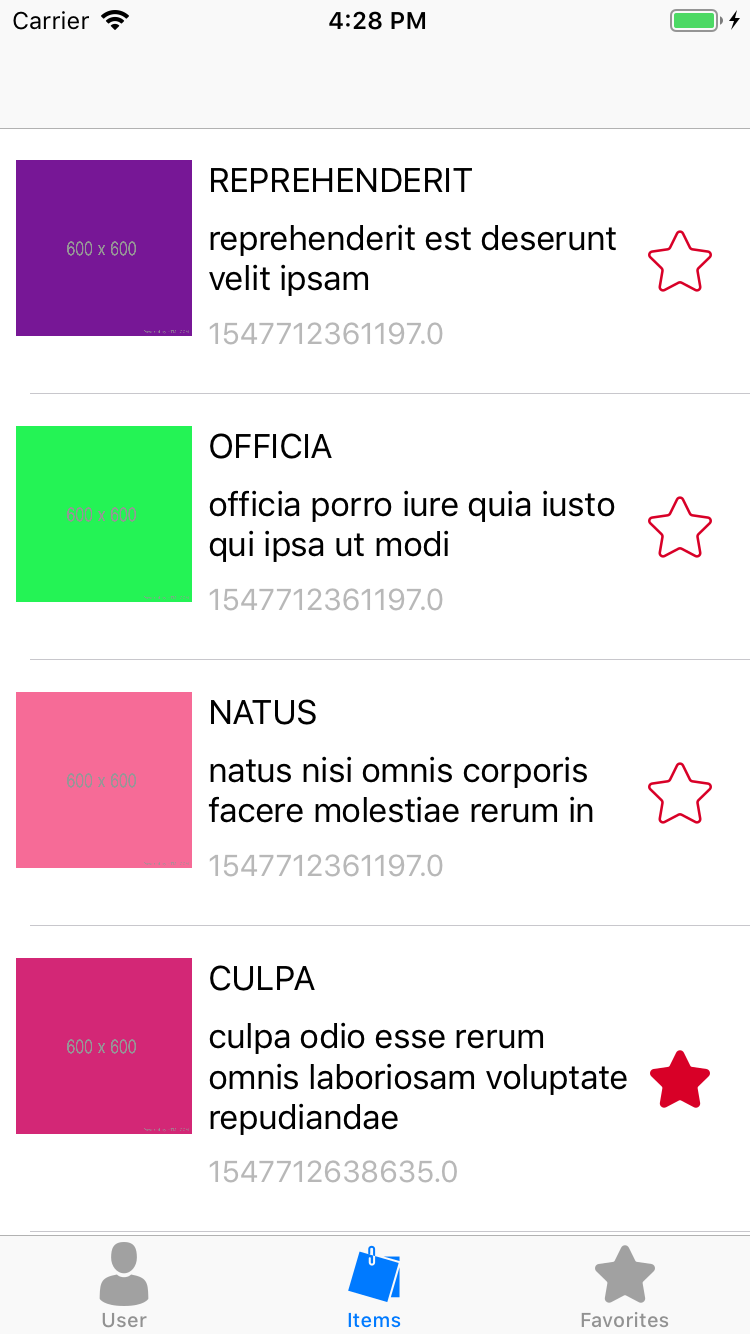 Carrier 4:28 PM
REPREHENDERIT
600 x 600
reprehenderit est deserunt
velit ipsam
1547712361197.0
OFFICIA
600 x 600
officia porro iure quia iusto
qui ipsa ut modi
1547712361197.0
NATUS
600 x 600
natus nisi omnis corporis
facere molestiae rerum in
1547712361197.0
CULPA
600 x 600
culpa odio esse rerum
omnis laboriosam voluptate
repudiandae
1547712638635.0
User Items Favorites